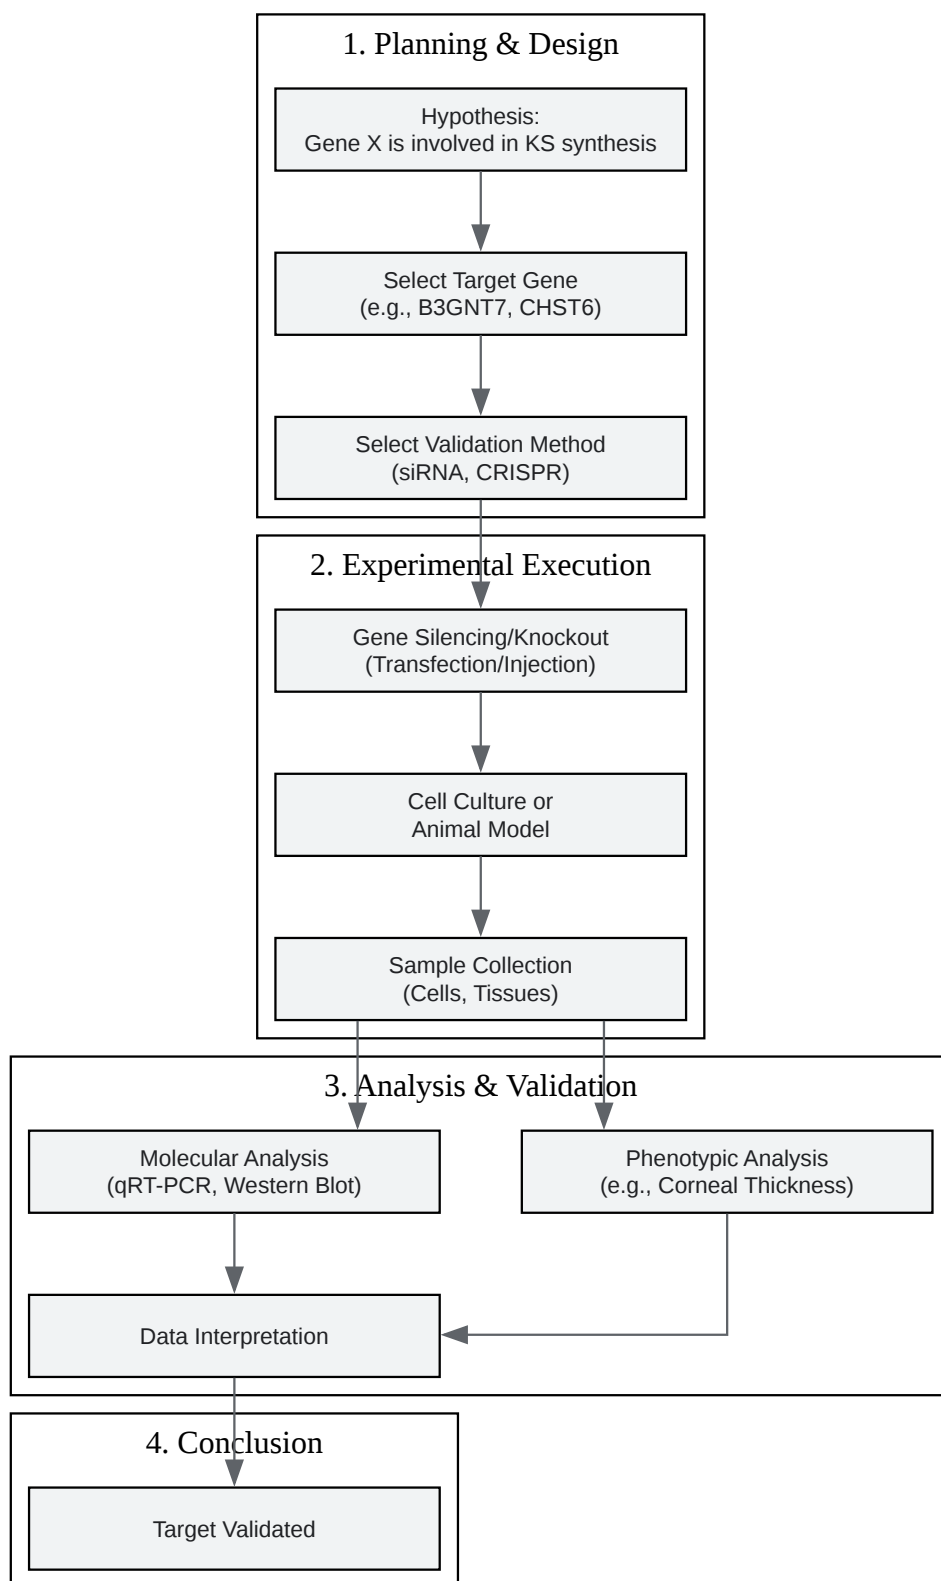 1. Planning & Design
Hypothesis:
Gene X is involved in KS synthesis
Select Target Gene
(e.g., B3GNT7, CHST6)
Select Validation Method
(siRNA, CRISPR)
2. Experimental Execution
Gene Silencing/Knockout
(Transfection/Injection)
Cell Culture or
Animal Model
Sample Collection
(Cells, Tissues)
3. Analysis & Validation
Molecular Analysis
(qRT-PCR, Western Blot)
Phenotypic Analysis
(e.g., Corneal Thickness)
Data Interpretation
4. Conclusion
Target Validated